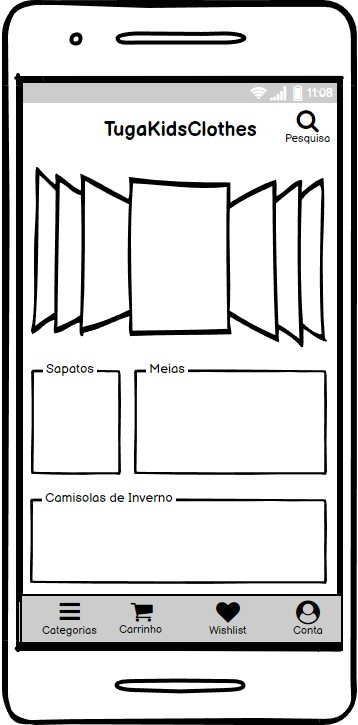 11:08
TugaKidsClothes
Pesquisa
Sapatos
Meias
Camisolas de Inverno
Categorias
Carrinho
Wishlist
Conta